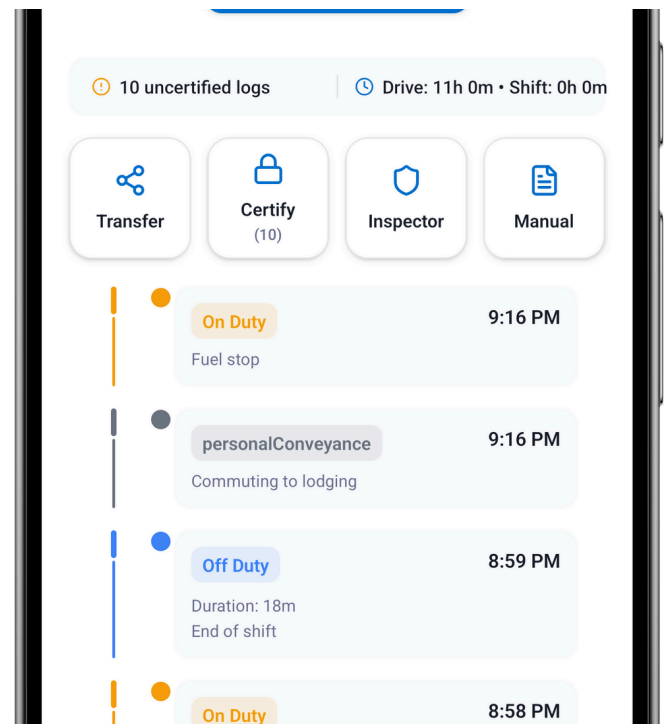 10 uncertified logs
Drive: 11h 0m • Shift: 0h 0m
Transfer
Certify
(10)
Inspector
Manual
On Duty
9:16 PM
Fuel stop
personalConveyance
9:16 PM
Commuting to lodging
Off Duty
8:59 PM
Duration: 18m
End of shift
On Duty
8:58 PM